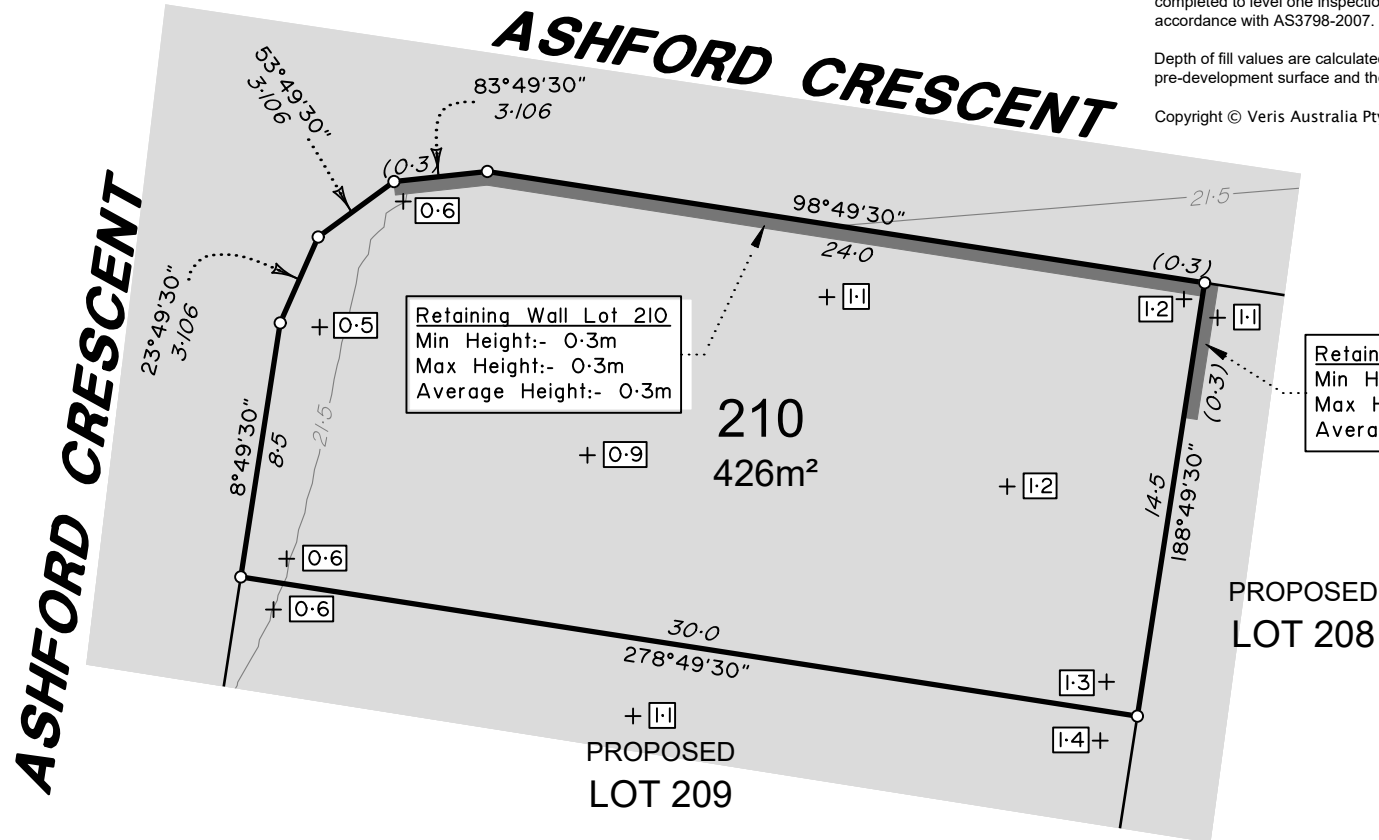 completed to level one inspectio
accordance with AS3798-2007.
Depth of fill values are calculate
pre-development surface and th
Copyright © Veris Australia Pt
ASHFORD CRESCENT
ASHFORD CRESCENT
53°49'30"
3·106
83°49'30"
3·106
(0·3)
0·6
98°49'30"
24·0
21·5
(0·3)
1·2
1·1
1·1
23°49'30"
3·106
0·5
Retaining Wall Lot 210
Min Height:- 0·3m
Max Height:- 0·3m
Average Height:- 0·3m
Retain
Min H
Max H
Avera
(0·3)
210
426m²
21·5
8°49'30"
8·5
0·9
1·2
14·5
188°49'30"
0·6
0·6
30·0
278°49'30"
1·3
1·4
1·1
PROPOSED
LOT 208
PROPOSED
LOT 209